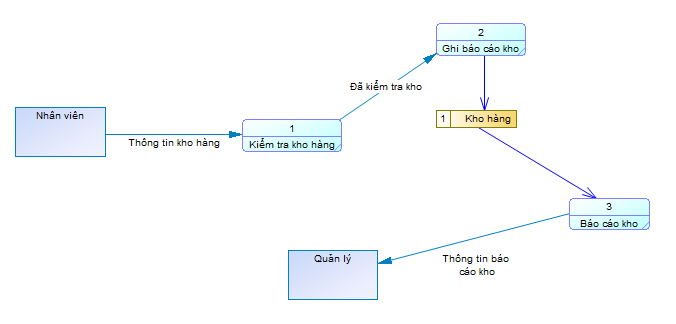 2
Ghi báo cáo kho
Đã kiểm tra kho
Nhân viên
1 Kho hàng
1
Thông tin kho hàng
Kiểm tra kho hàng
3
Báo cáo kho
Quản lý
Thông tin báo
cáo kho